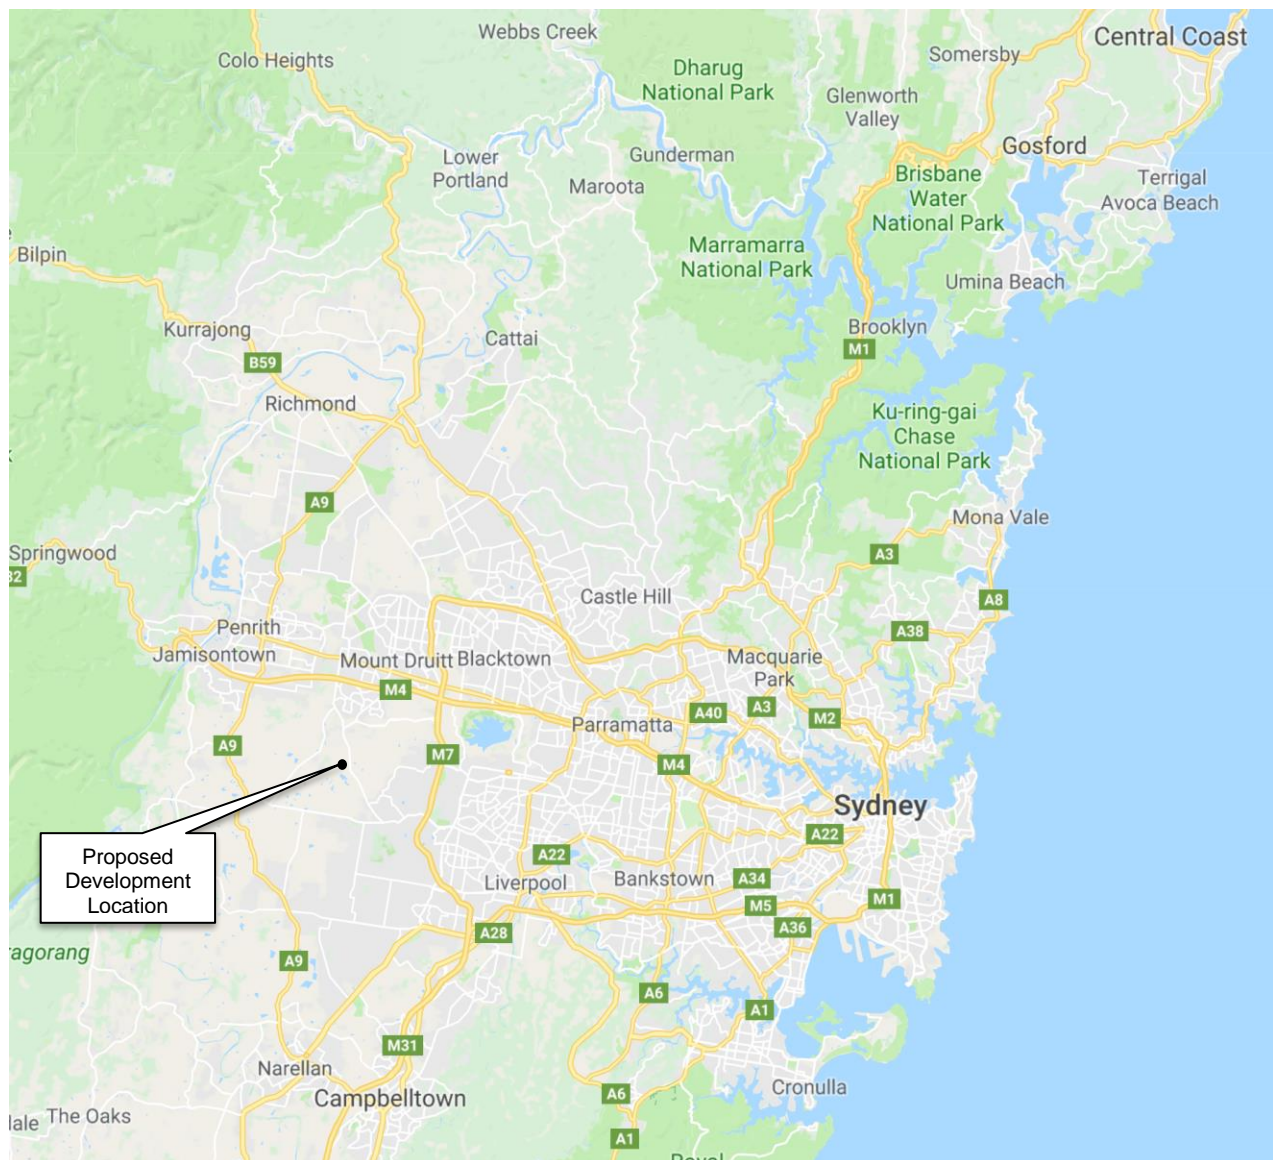 Webbs Creek
Central Coast
Colo Heights
Somersby
Dharug
National Park
Glenworth
Valley
Gosford
Lower
Portland
Gunderman
Maroota
Brisbane
Water
National Park
Terrigal
Avoca Beach
Bilpin
Marramarra
National Park
Umina Beach
Kurrajong
Brooklyn
Cattai
M1
B59
Richmond
Ku-ring-gai
Chase
National Park
A9
Mona Vale
Springwood
A3
32
Castle Hill
A8
Penrith
A38
Jamisontown
Mount Druitt
Blacktown
Macquarie
Park
M4
A40
A3
M2
Parramatta
A9
M7
M4
Sydney
A22
Proposed
Development
Location
A22
Liverpool
Bankstown
A34
M1
M5
A36
A28
ragorang
A9
A6
A1
M31
Narellan
Cronulla
Campbelltown
A6
The Oaks
dale
A1
Royal